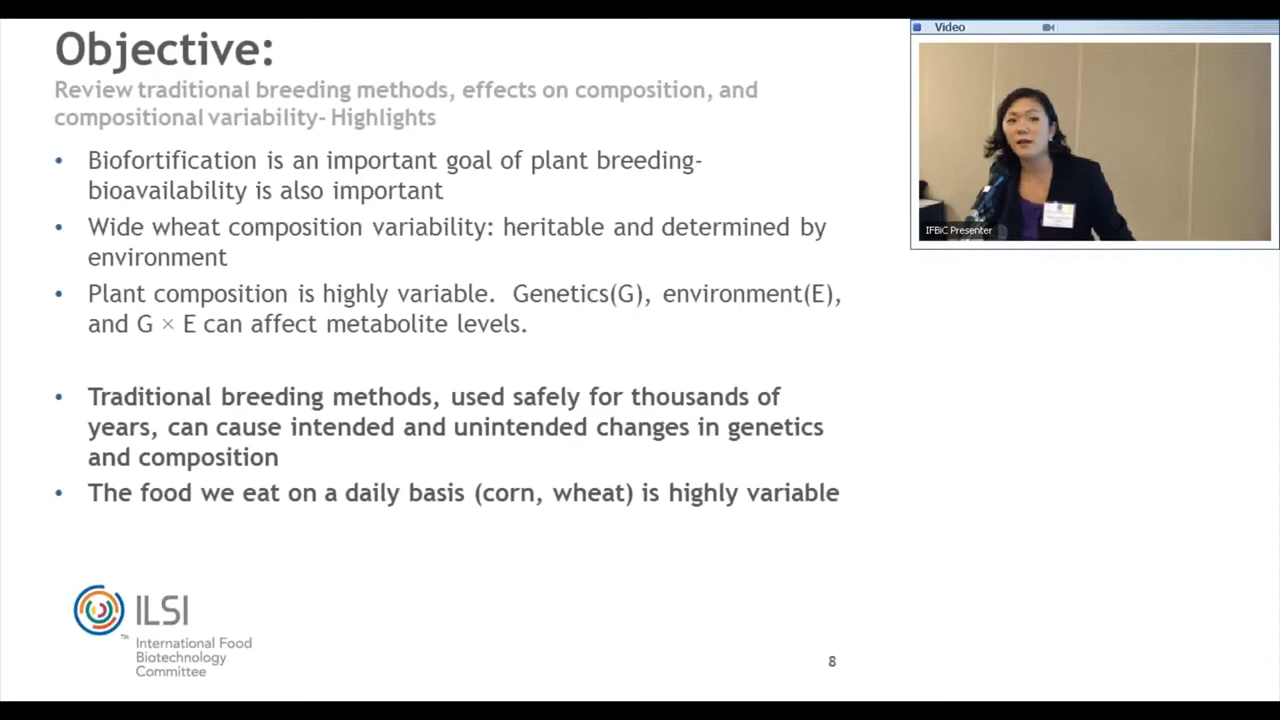 Objective:
Review traditional breeding methods, effects on composition, and
compositional variability- Highlights
• Biofortification is an important goal of plant breeding-
bioavailability is also important
• Wide wheat composition variability: heritable and determined by
environment
• Plant composition is highly variable. Genetics(G), environment(E),
and G × E can affect metabolite levels.
• Traditional breeding methods, used safely for thousands of
years, can cause intended and unintended changes in genetics
and composition
• The food we eat on a daily basis (corn, wheat) is highly variable
ILSI
™ International Food
Biotechnology
Committee
8
Video
IFBiC Presenter